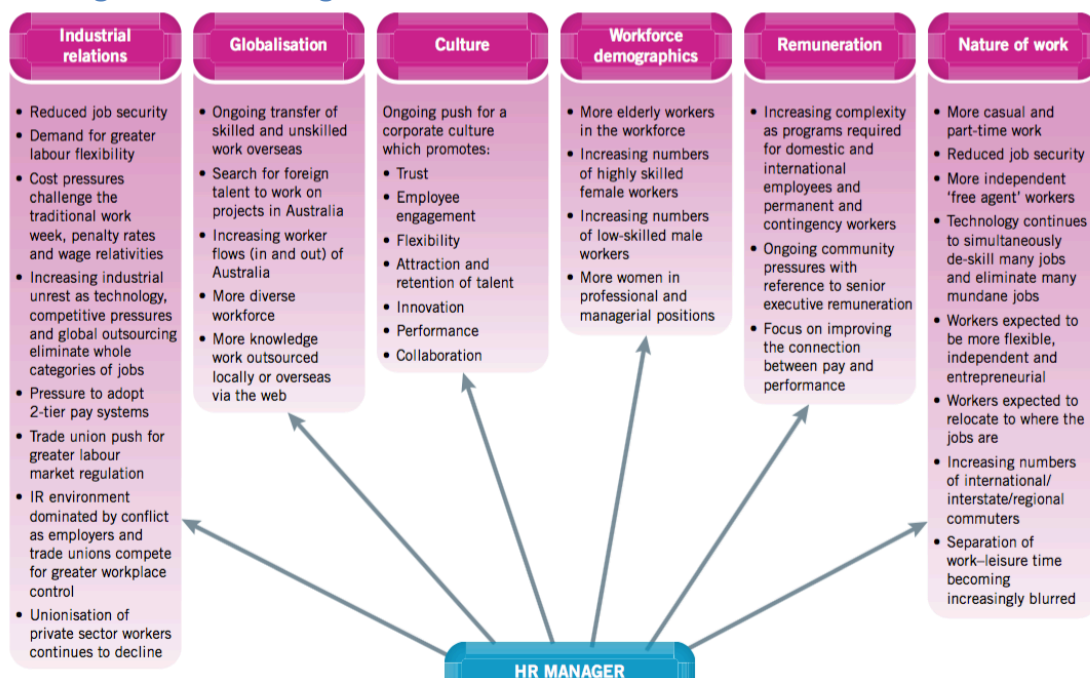 Industrial
relations
• Reduced job security
• Demand for greater
labour flexibility
• Cost pressures
challenge the
traditional work
week, penalty rates
and wage relativities
• Increasing industrial
unrest as technology,
competitive pressures
and global outsourcing
eliminate whole
categories of jobs
• Pressure to adopt
2-tier pay systems
• Trade union push for
greater labour
market regulation
• IR environment
dominated by conflict
as employers and
trade unions compete
for greater workplace
control
• Unionisation of
private sector workers
continues to decline
Globalisation
• Ongoing transfer of
skilled and unskilled
work overseas
• Search for foreign
talent to work on
projects in Australia
• Increasing worker
flows (in and out) of
Australia
• More diverse
workforce
• More knowledge
work outsourced
locally or overseas
via the web
Culture
Ongoing push for a
corporate culture
which promotes:
• Trust
• Employee
engagement
• Flexibility
• Attraction and
retention of talent
• Innovation
• Performance
• Collaboration
Workforce
demographics
• More elderly workers
in the workforce
• Increasing numbers
of highly skilled
female workers
• Increasing numbers
of low-skilled male
workers
• More women in
professional and
managerial positions
Remuneration
• Increasing complexity
as programs required
for domestic and
international
employees and
permanent and
contingency workers
• Ongoing community
pressures with
reference to senior
executive remuneration
• Focus on improving
the connection
between pay and
performance
Nature of work
• More casual and
part-time work
• Reduced job security
• More independent
‘free agent’ workers
• Technology continues
to simultaneously
de-skill many jobs
and eliminate many
mundane jobs
• Workers expected to
be more flexible,
independent and
entrepreneurial
• Workers expected to
relocate to where the
jobs are
• Increasing numbers
of international/
interstate/regional
commuters
• Separation of
work–leisure time
becoming
increasingly blurred
HR MANAGER